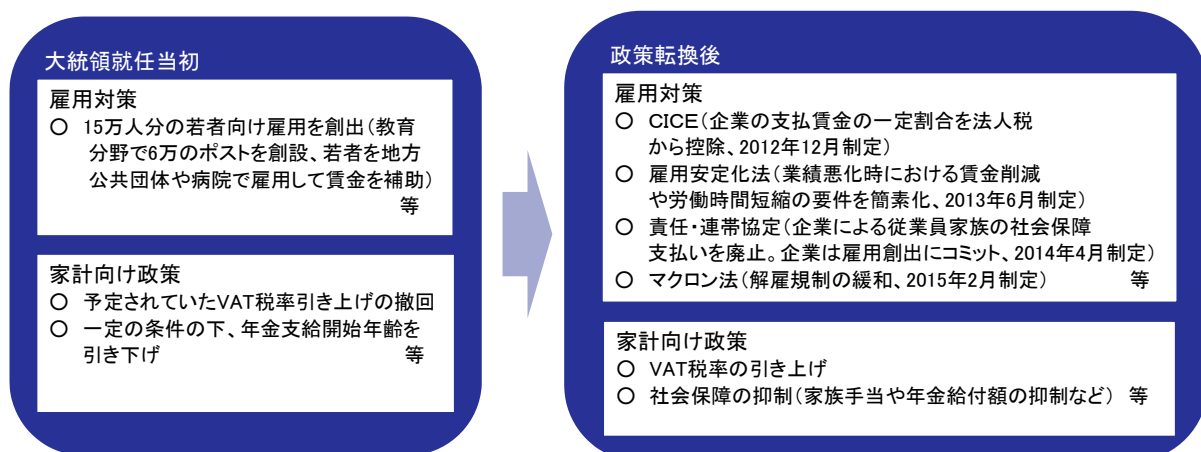 大統領就任当初
雇用対策
○ 15万人分の若者向け雇用を創出(教育
分野で6万のポストを創設、若者を地方
公共団体や病院で雇用して賃金を補助)
等
家計向け政策
○ 予定されていたVAT税率引き上げの撤回
○ 一定の条件の下、年金支給開始年齢を
引き下げ 等
政策転換後
雇用対策
○ CICE(企業の支払賃金の一定割合を法人税
から控除、2012年12月制定)
○ 雇用安定化法(業績悪化時における賃金削減
や労働時間短縮の要件を簡素化、2013年6月制定)
○ 責任・連帯協定(企業による従業員家族の社会保障
支払いを廃止。企業は雇用創出にコミット、2014年4月制定)
○ マクロン法(解雇規制の緩和、2015年2月制定) 等
家計向け政策
○ VAT税率の引き上げ
○ 社会保障の抑制(家族手当や年金給付額の抑制など) 等